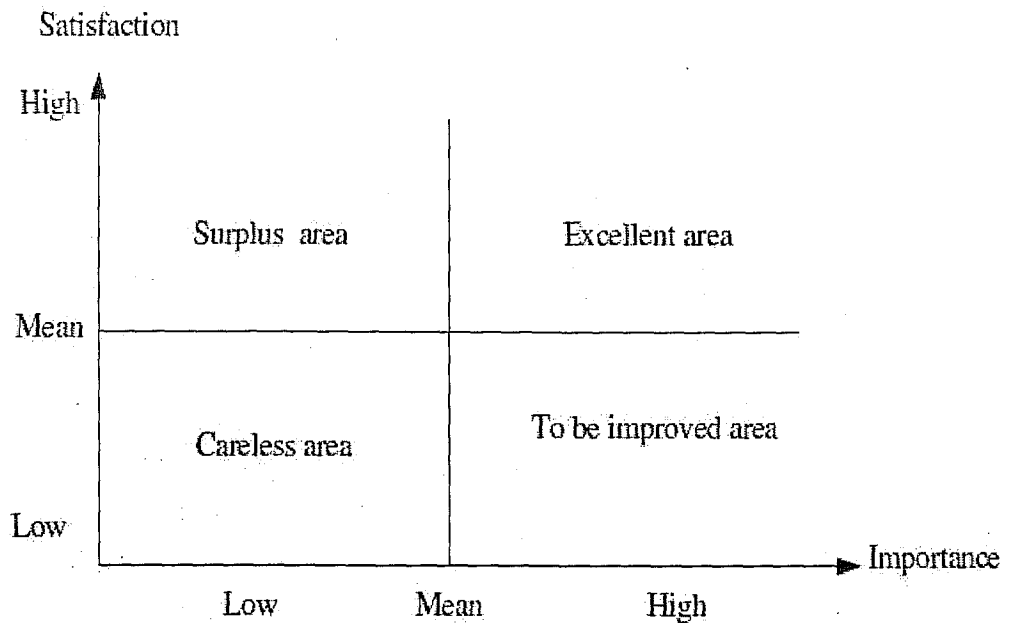 Satisfaction
High
Surplus area
Excellent area
Mean
Careless area
To be improved area
Low
Importance
Low
Mean
High